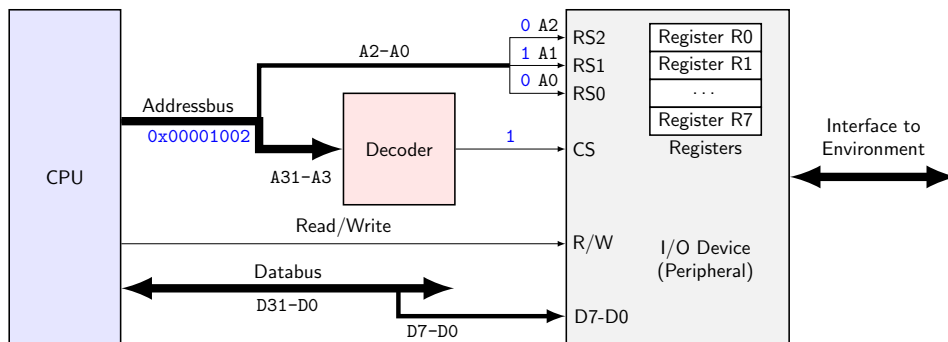 CPU
Addressbus
0x00001002
A2-A0
A31-A3
Decoder
1
0 A2
1 A1
0 A0
RS2
RS1
RS0
CS
Register R0
Register R1
...
Register R7
Registers
Interface to
Environment
Read/Write
R/W
I/O Device
(Peripheral)
Databus
D31-D0
D7-D0
D7-D0